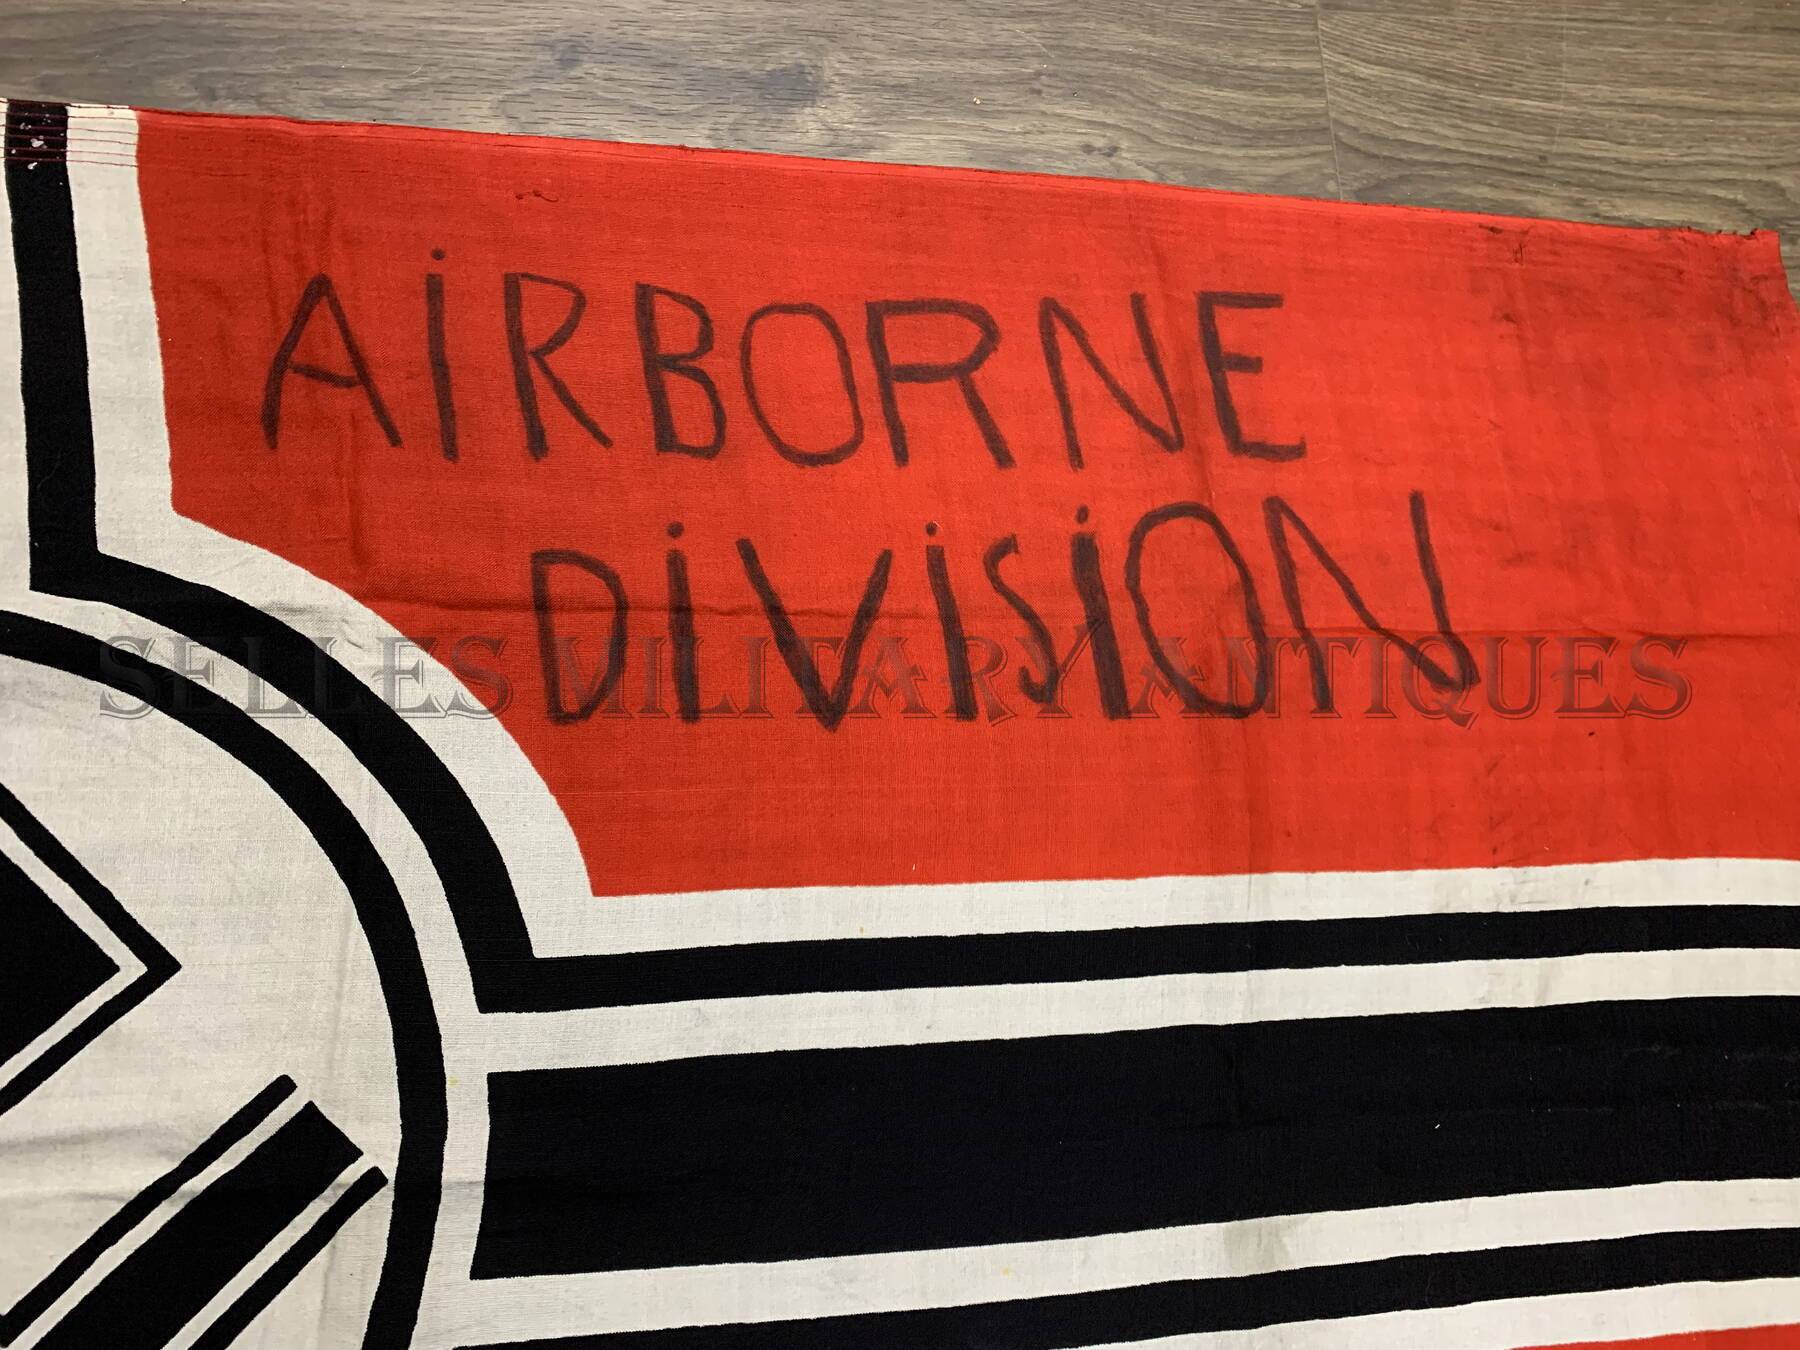 AiRBORNE
DiViSiON
SELLES MILITARY ANTIQUES